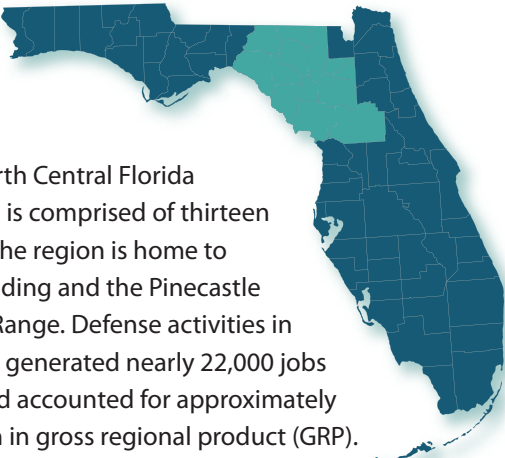 rth Central Florida
is comprised of thirteen
he region is home to
ding and the Pinecastle
Range. Defense activities in
generated nearly 22,000 jobs
d accounted for approximately
n in gross regional product (GRP).